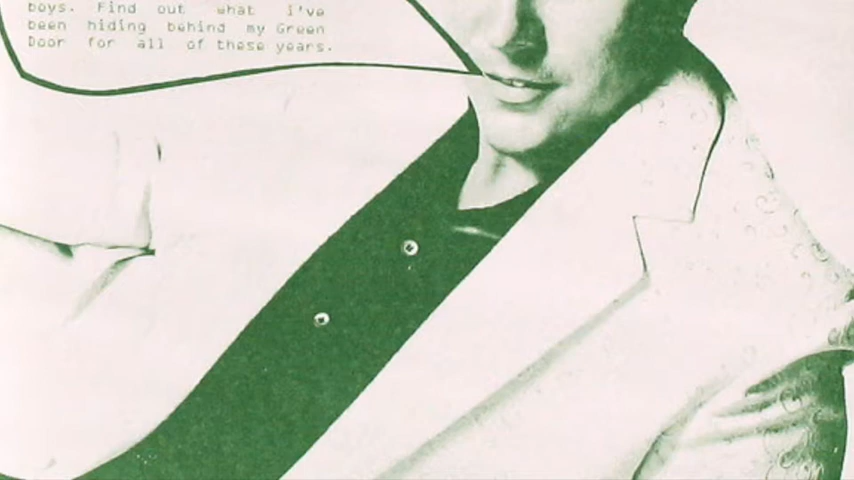 boys. Find out what i've
been hiding behind my Green
Door for all of these years.